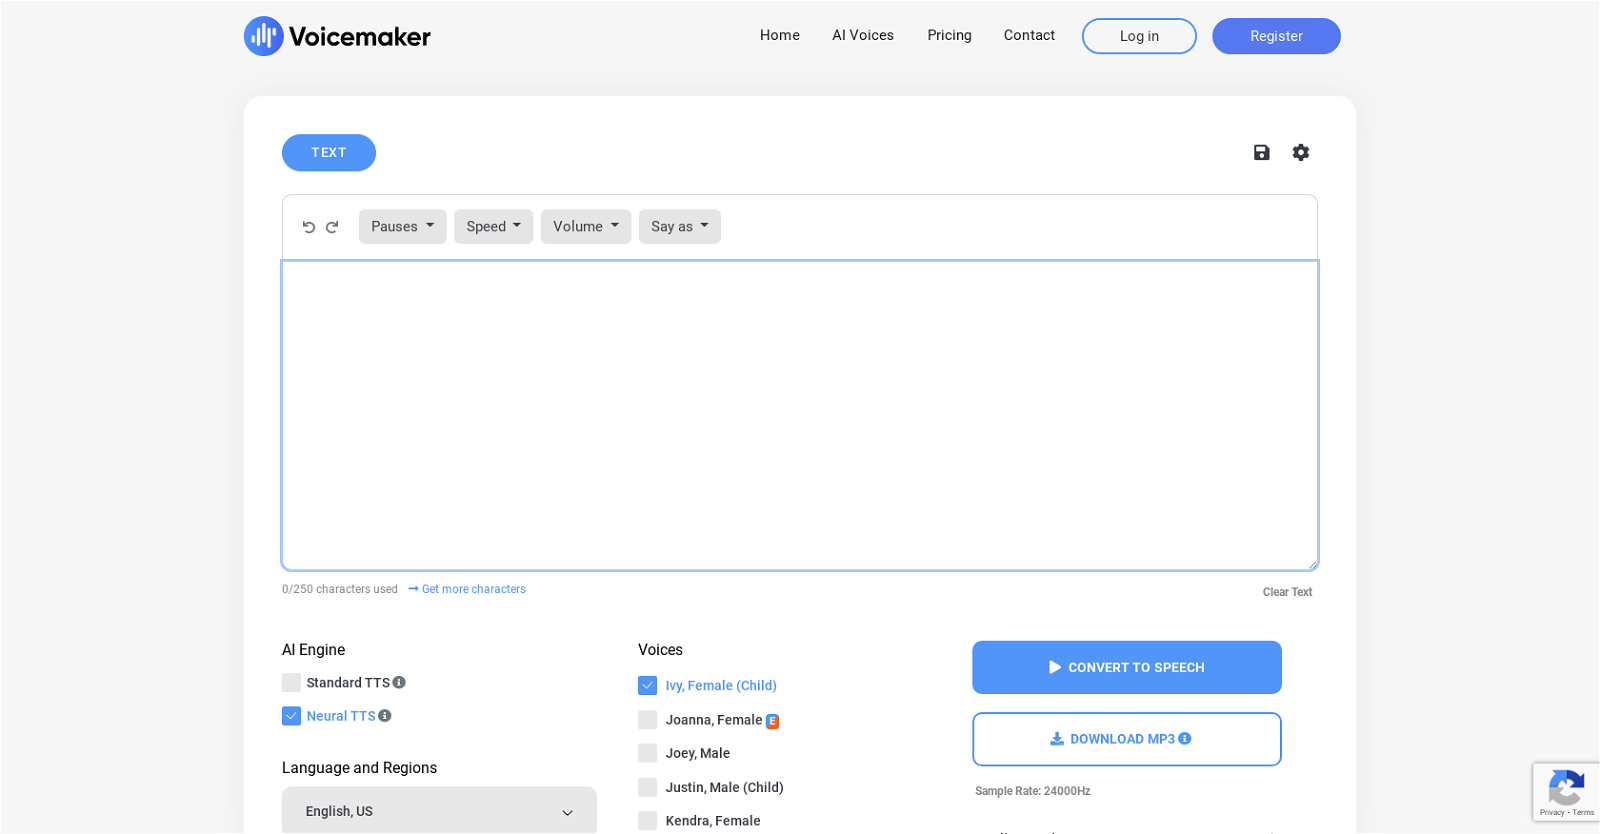 Voicemaker
Home
AI Voices
Pricing
Contact
Log in
Register
TEXT
Pauses
Speed
Volume
Say as
0/250 characters used
Get more characters
Clear Text
AI Engine
Standard TTS
Neural TTS
Language and Regions
English, US
Voices
Ivy, Female (Child)
Joanna, Female E
Joey, Male
Justin, Male (Child)
Kendra, Female
CONVERT TO SPEECH
DOWNLOAD MP3
Sample Rate: 24000Hz
Privacy - Terms